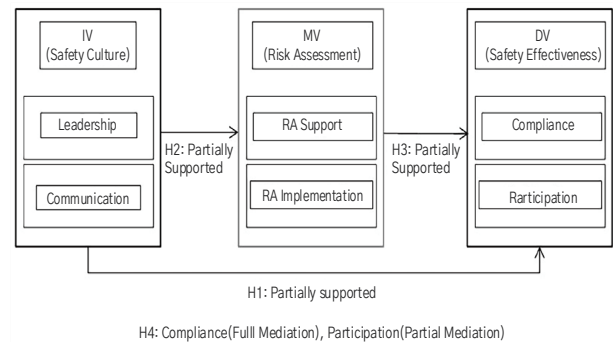 IV
(Safety Culture)
MV
(Risk Assessment)
DV
(Safety Effectiveness)
Leadership
RA Support
Compliance
H2: Partially
Supported
H3: Partially
Supported
Communication
RA Implementation
Rarticipation
H1: Partially supported
H4: Compliance(Fulll Mediation), Participation(Partial Mediation)